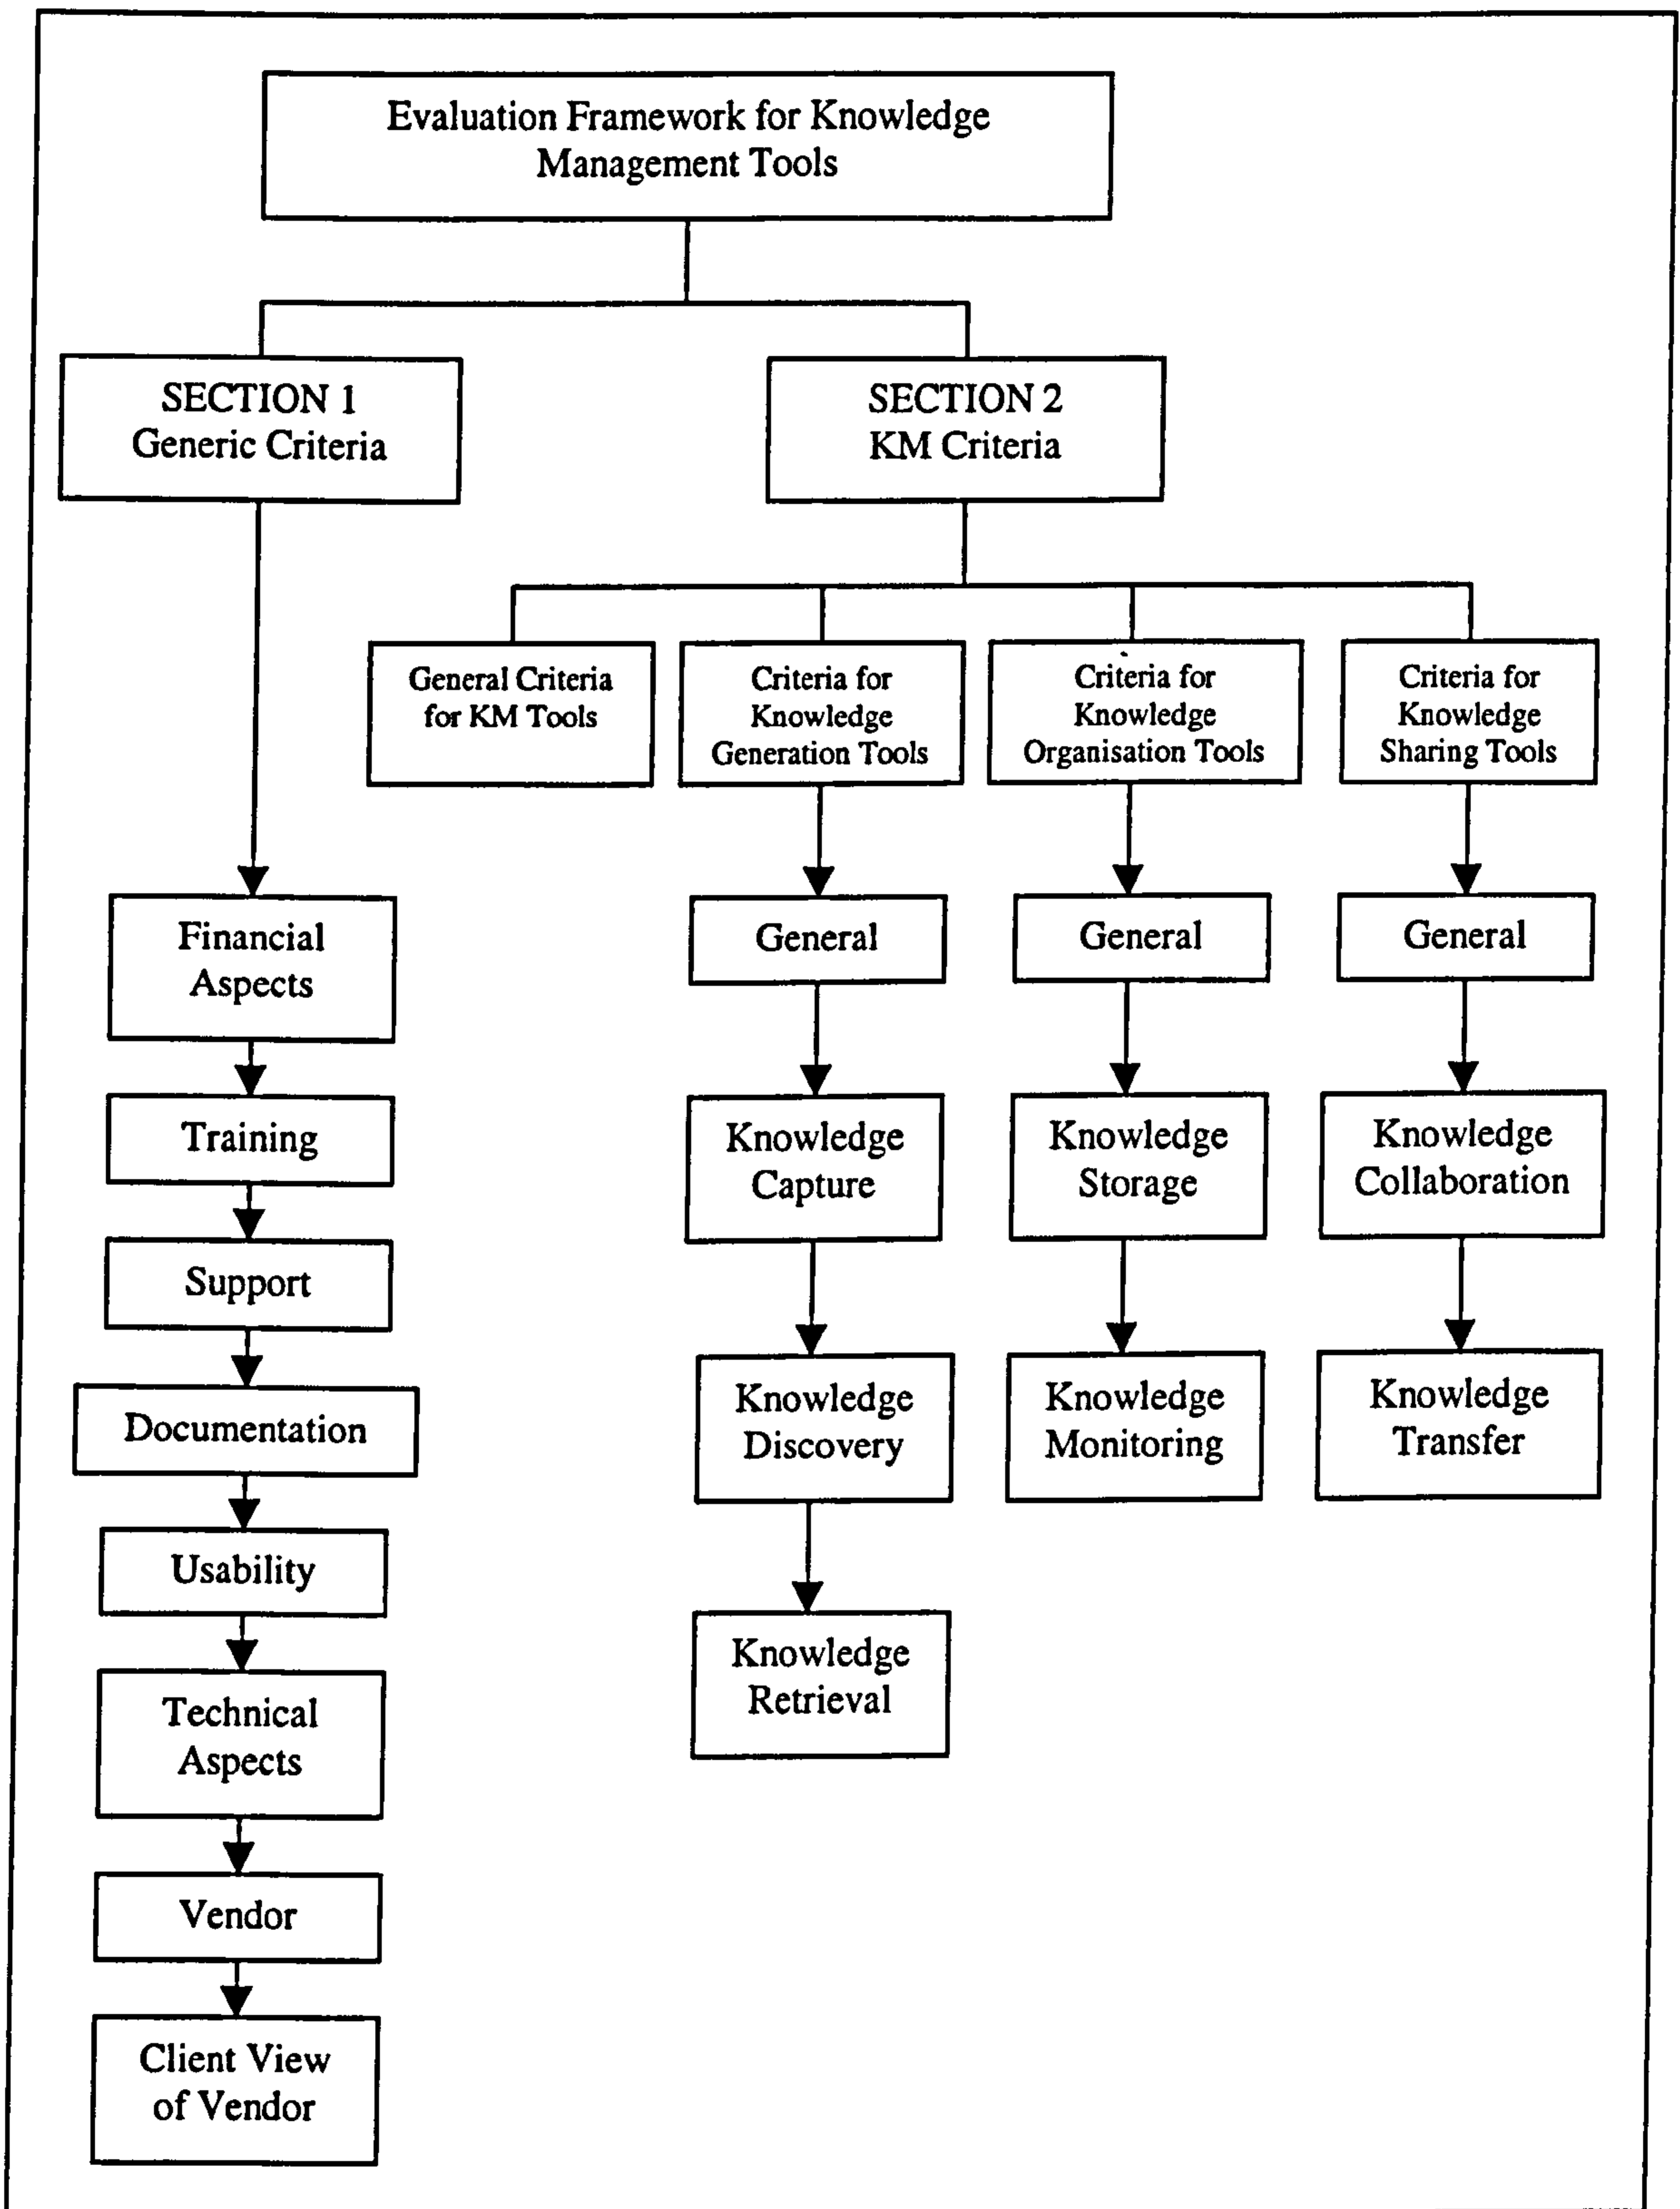 Evaluation Framework for Knowledge
Management Tools
SECTION 1
Generic Criteria
SECTION 2
KM Criteria
General Criteria
for KM Tools
Criteria for
Knowledge
Generation Tools
Criteria for
Knowledge
Organisation Tools
Criteria for
Knowledge
Sharing Tools
Financial
Aspects
Training
Support
Documentation
Usability
Technical
Aspects
Vendor
Client View
of Vendor
General
Knowledge
Capture
Knowledge
Discovery
Knowledge
Retrieval
General
Knowledge
Storage
Knowledge
Monitoring
General
Knowledge
Collaboration
Knowledge
Transfer